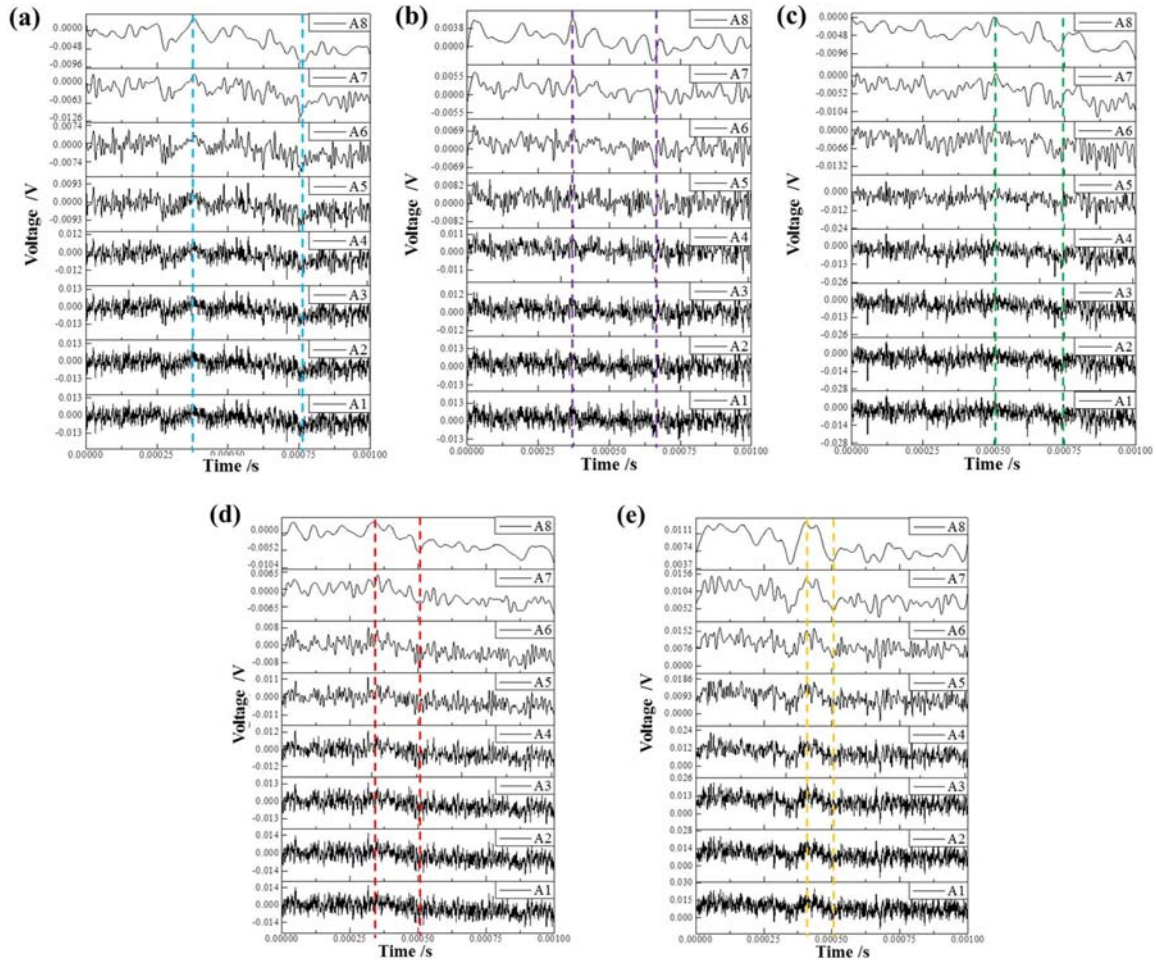 (a)
Voltage /V
0.0000
-0.0048
-0.0096
A8
0.0000
-0.0063
-0.0126
A7
0.0074
0.0000
-0.0074
A6
0.0093
0.0000
-0.0093
A5
0.012
0.000
-0.012
A4
0.013
0.000
-0.013
A3
0.013
0.000
-0.013
A2
0.013
0.000
-0.013
A1
0.00000 0.00025 0.00050 0.00075 0.00100
Time /s
(b)
Voltage /V
0.0038
0.0000
A8
0.0055
0.0000
-0.0055
A7
0.0069
0.0000
-0.0069
A6
0.0082
0.0000
-0.0082
A5
0.011
0.000
-0.011
A4
0.012
0.000
-0.012
A3
0.013
0.000
-0.013
A2
0.013
0.000
-0.013
A1
0.00000 0.00025 0.00050 0.00075 0.00100
Time /s
(c)
Voltage /V
0.0000
-0.0048
-0.0096
A8
0.0000
-0.0052
-0.0104
A7
0.0000
-0.0066
-0.0132
A6
0.000
-0.012
-0.024
A5
0.000
-0.013
-0.026
A4
0.000
-0.013
-0.026
A3
0.000
-0.014
-0.028
A2
0.000
-0.014
-0.028
A1
0.00000 0.00025 0.00050 0.00075 0.00100
Time /s
(d)
Voltage /V
0.0000
-0.0052
-0.0104
A8
0.0065
0.0000
-0.0065
A7
0.008
0.000
-0.008
A6
0.011
0.000
-0.011
A5
0.012
0.000
-0.012
A4
0.013
0.000
-0.013
A3
0.014
0.000
-0.014
A2
0.014
0.000
-0.014
A1
0.00000 0.00025 0.00050 0.00075 0.00100
Time /s
(e)
Voltage /V
0.0111
0.0074
0.0037
A8
0.0156
0.0104
0.0052
A7
0.0152
0.0076
0.0000
A6
0.0186
0.0093
0.0000
A5
0.024
0.012
0.000
A4
0.026
0.013
0.000
A3
0.028
0.014
0.000
A2
0.030
0.015
0.000
A1
0.00000 0.00025 0.00050 0.00075 0.00100
Time /s